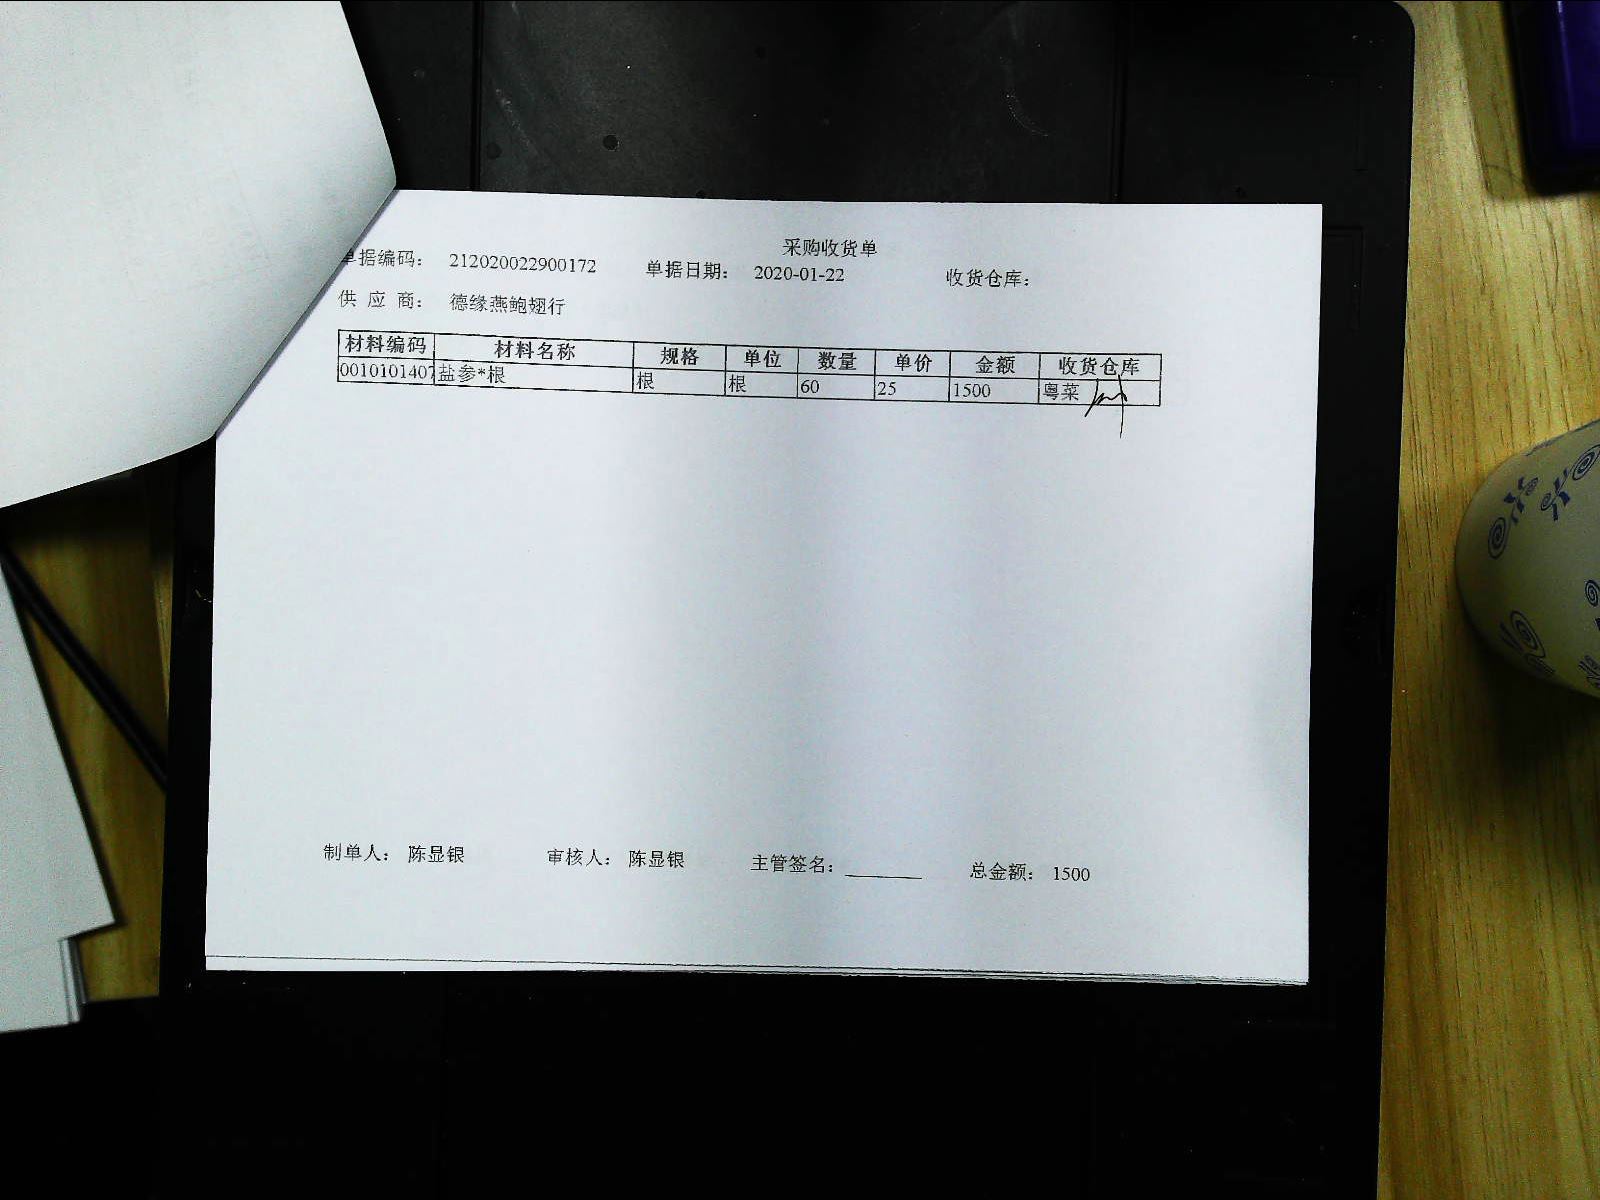 采购收货单
单据编码： 212020022900172 单据日期： 2020-01-22 收货仓库：
供 应 商： 德缘燕鲍翅行
材料编码 材料名称 规格 单位 数量 单价 金额 收货仓库
0010101407 盐参*根 根 根 60 25 1500 粤菜
制单人： 陈显银 审核人： 陈显银 主管签名：________ 总金额： 1500